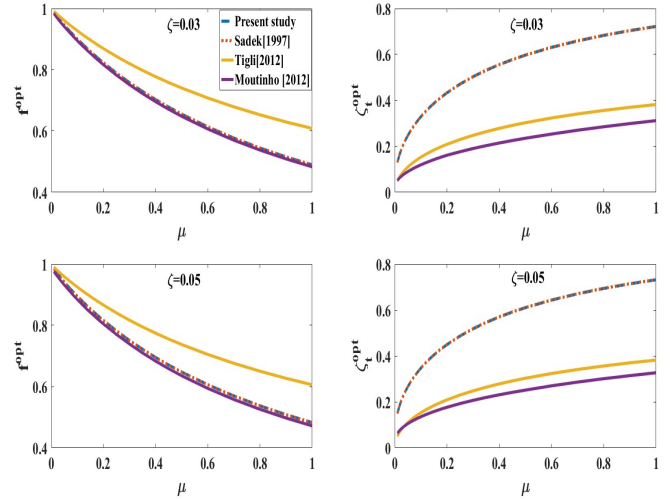 ζ=0.03
Present study
Sadek[1997]
Tigli[2012]
Moutinho [2012]
f^opt
1
0.8
0.6
0.4
0 0.2 0.4 0.6 0.8 1
μ
ζ=0.03
ζ_t^opt
0.8
0.6
0.4
0.2
0
0 0.2 0.4 0.6 0.8 1
μ
ζ=0.05
f^opt
1
0.8
0.6
0.4
0 0.2 0.4 0.6 0.8 1
μ
ζ=0.05
ζ_t^opt
0.8
0.6
0.4
0.2
0
0 0.2 0.4 0.6 0.8 1
μ